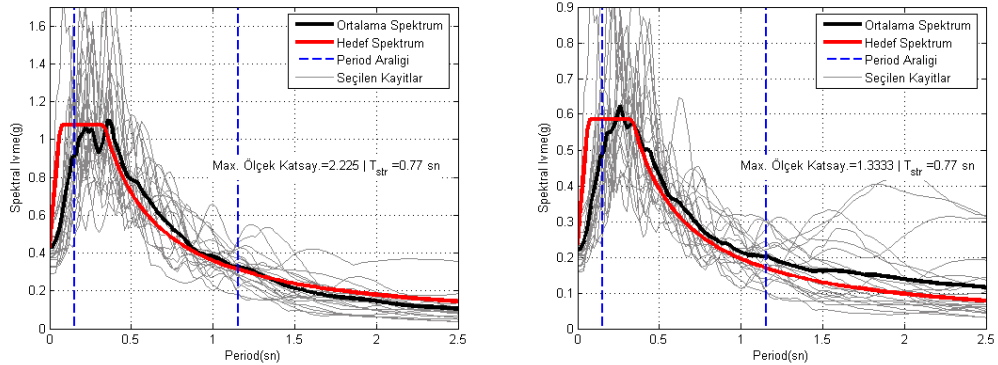 1.6
1.4
1.2
1
0.8
0.6
0.4
0.2
0
Spektral Ivme(g)
Ortalama Spektrum
Hedef Spektrum
Period Araligi
Seçilen Kayitlar
Max. Ölçek Katsay.=2.225 | T_str =0.77 sn
0 0.5 1 1.5 2 2.5
Period(sn)
0.9
0.8
0.7
0.6
0.5
0.4
0.3
0.2
0.1
0
Spektral Ivme(g)
Ortalama Spektrum
Hedef Spektrum
Period Araligi
Seçilen Kayitlar
Max. Ölçek Katsay.=1.3333 | T_str =0.77 sn
0 0.5 1 1.5 2 2.5
Period(sn)